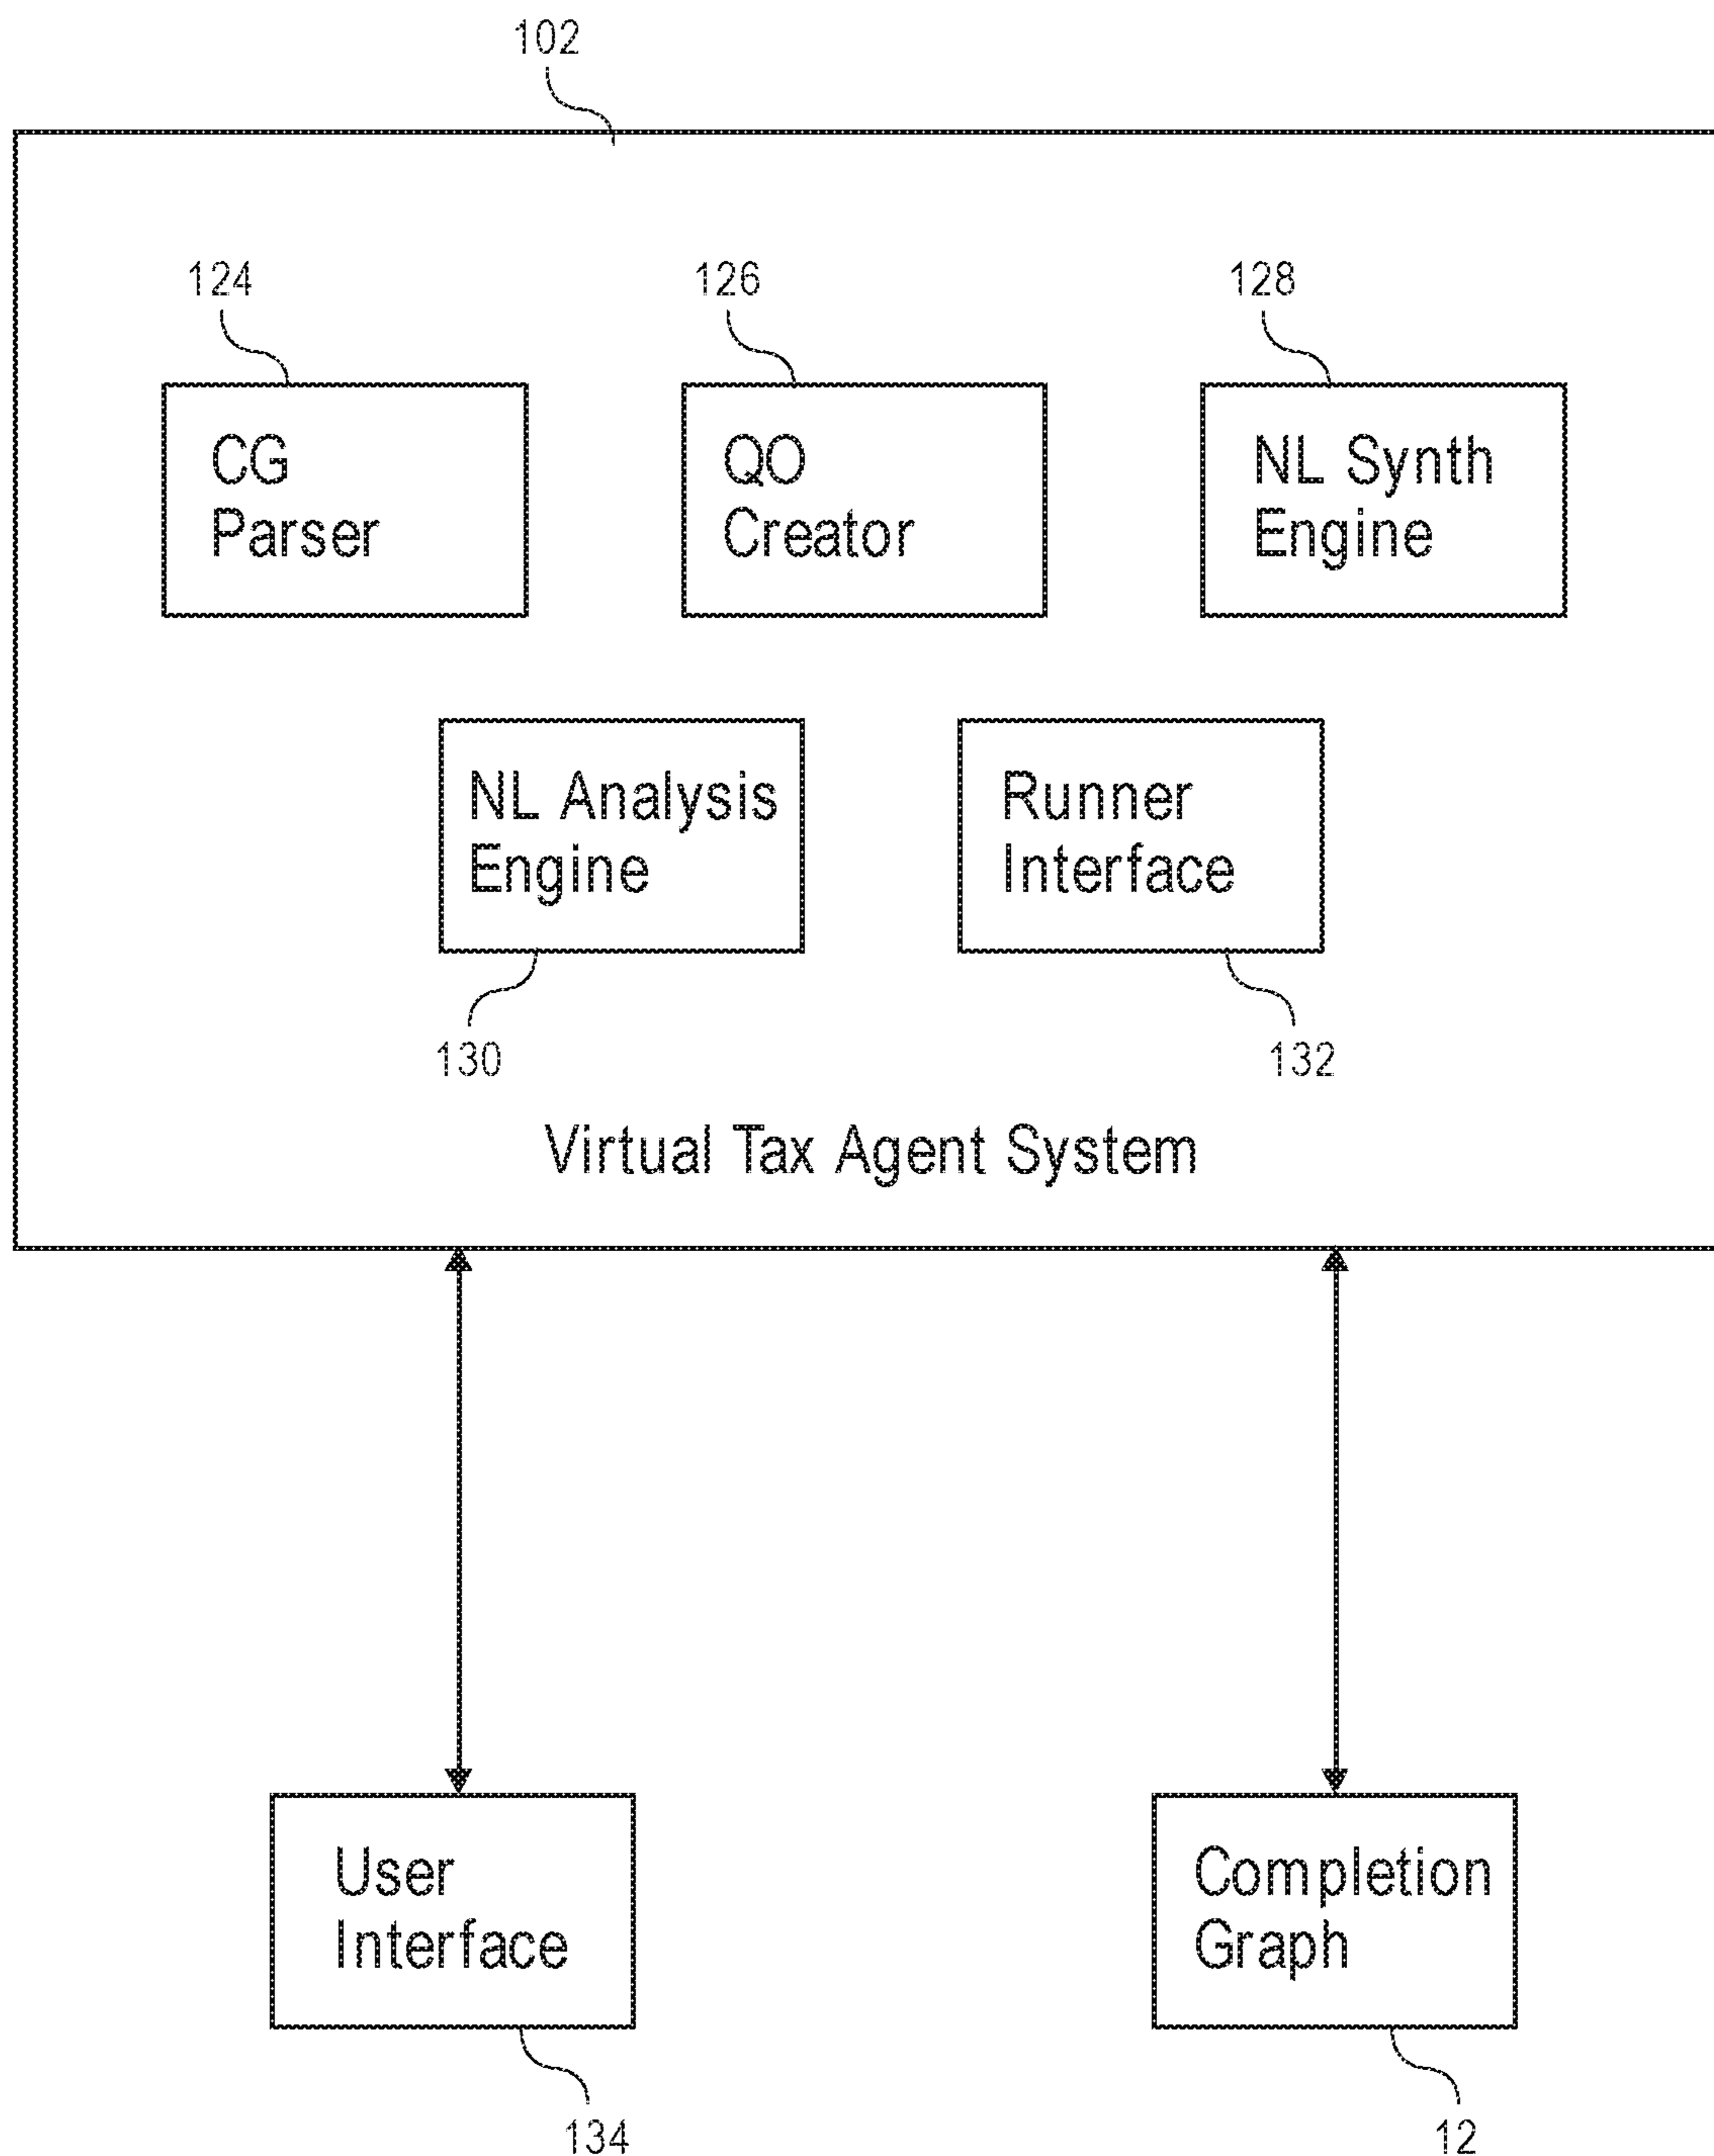 102
124
126
128
CG
Parser
QO
Creator
NL Synth
Engine
NL Analysis
Engine
Runner
Interface
130
132
Virtual Tax Agent System
User
Interface
Completion
Graph
134
12